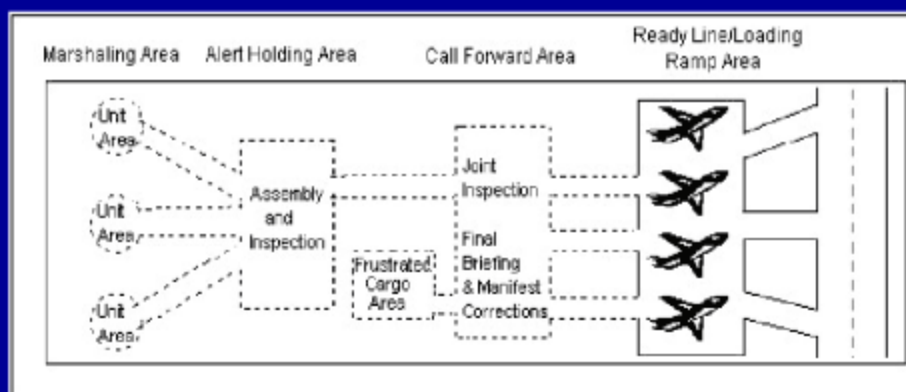 Marshaling Area
Alert Holding Area
Call Forward Area
Ready Line/Loading
Ramp Area
Unit
Area
Unit
Area
Unit
Area
Assembly
and
Inspection
Frustrated
Cargo
Area
Joint
Inspection
Final
Briefing
& Manifest
Corrections